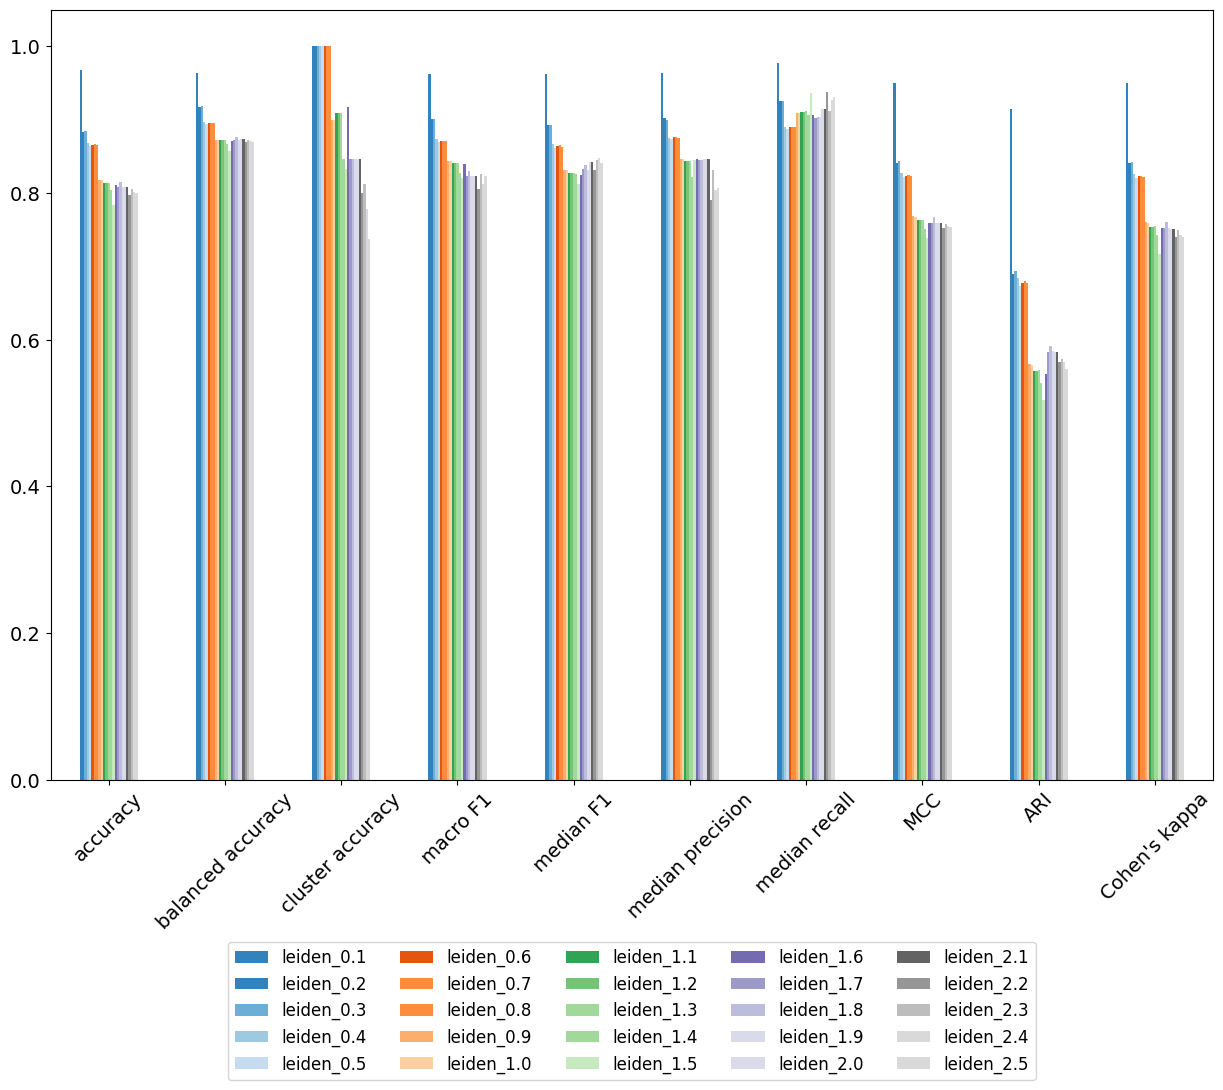 1.0
0.8
0.6
0.4
0.2
0.0
accuracy
balanced accuracy
cluster accuracy
macro F1
median F1
median precision
median recall
MCC
ARI
Cohen's kappa
leiden_0.1
leiden_0.2
leiden_0.3
leiden_0.4
leiden_0.5
leiden_0.6
leiden_0.7
leiden_0.8
leiden_0.9
leiden_1.0
leiden_1.1
leiden_1.2
leiden_1.3
leiden_1.4
leiden_1.5
leiden_1.6
leiden_1.7
leiden_1.8
leiden_1.9
leiden_2.0
leiden_2.1
leiden_2.2
leiden_2.3
leiden_2.4
leiden_2.5